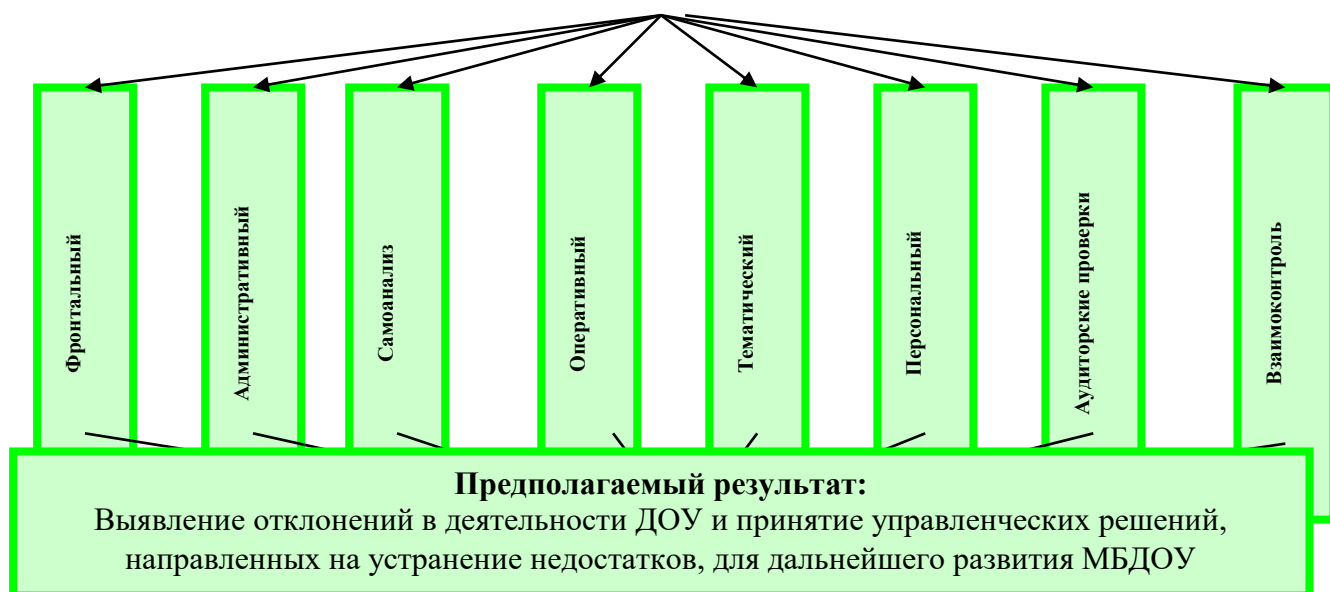 Фронтальный
Административный
Самоанализ
Оперативный
Тематический
Персональный
Аудиторские проверки
Взаимоконтроль
Предполагаемый результат:
Выявление отклонений в деятельности ДОУ и принятие управленческих решений,
направленных на устранение недостатков, для дальнейшего развития МБДОУ